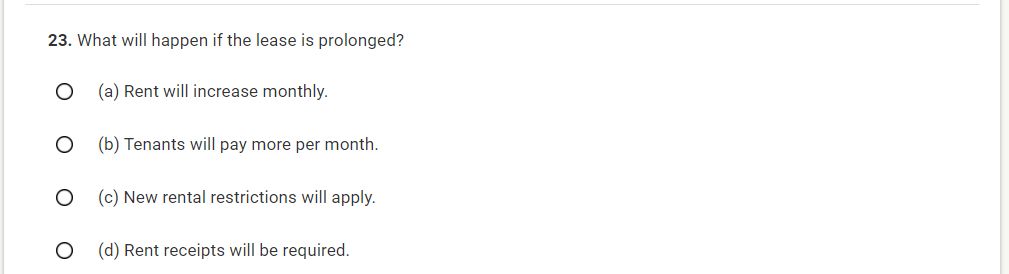 23. What will happen if the lease is prolonged?
(a) Rent will increase monthly.
(b) Tenants will pay more per month.
(c) New rental restrictions will apply.
(d) Rent receipts will be required.